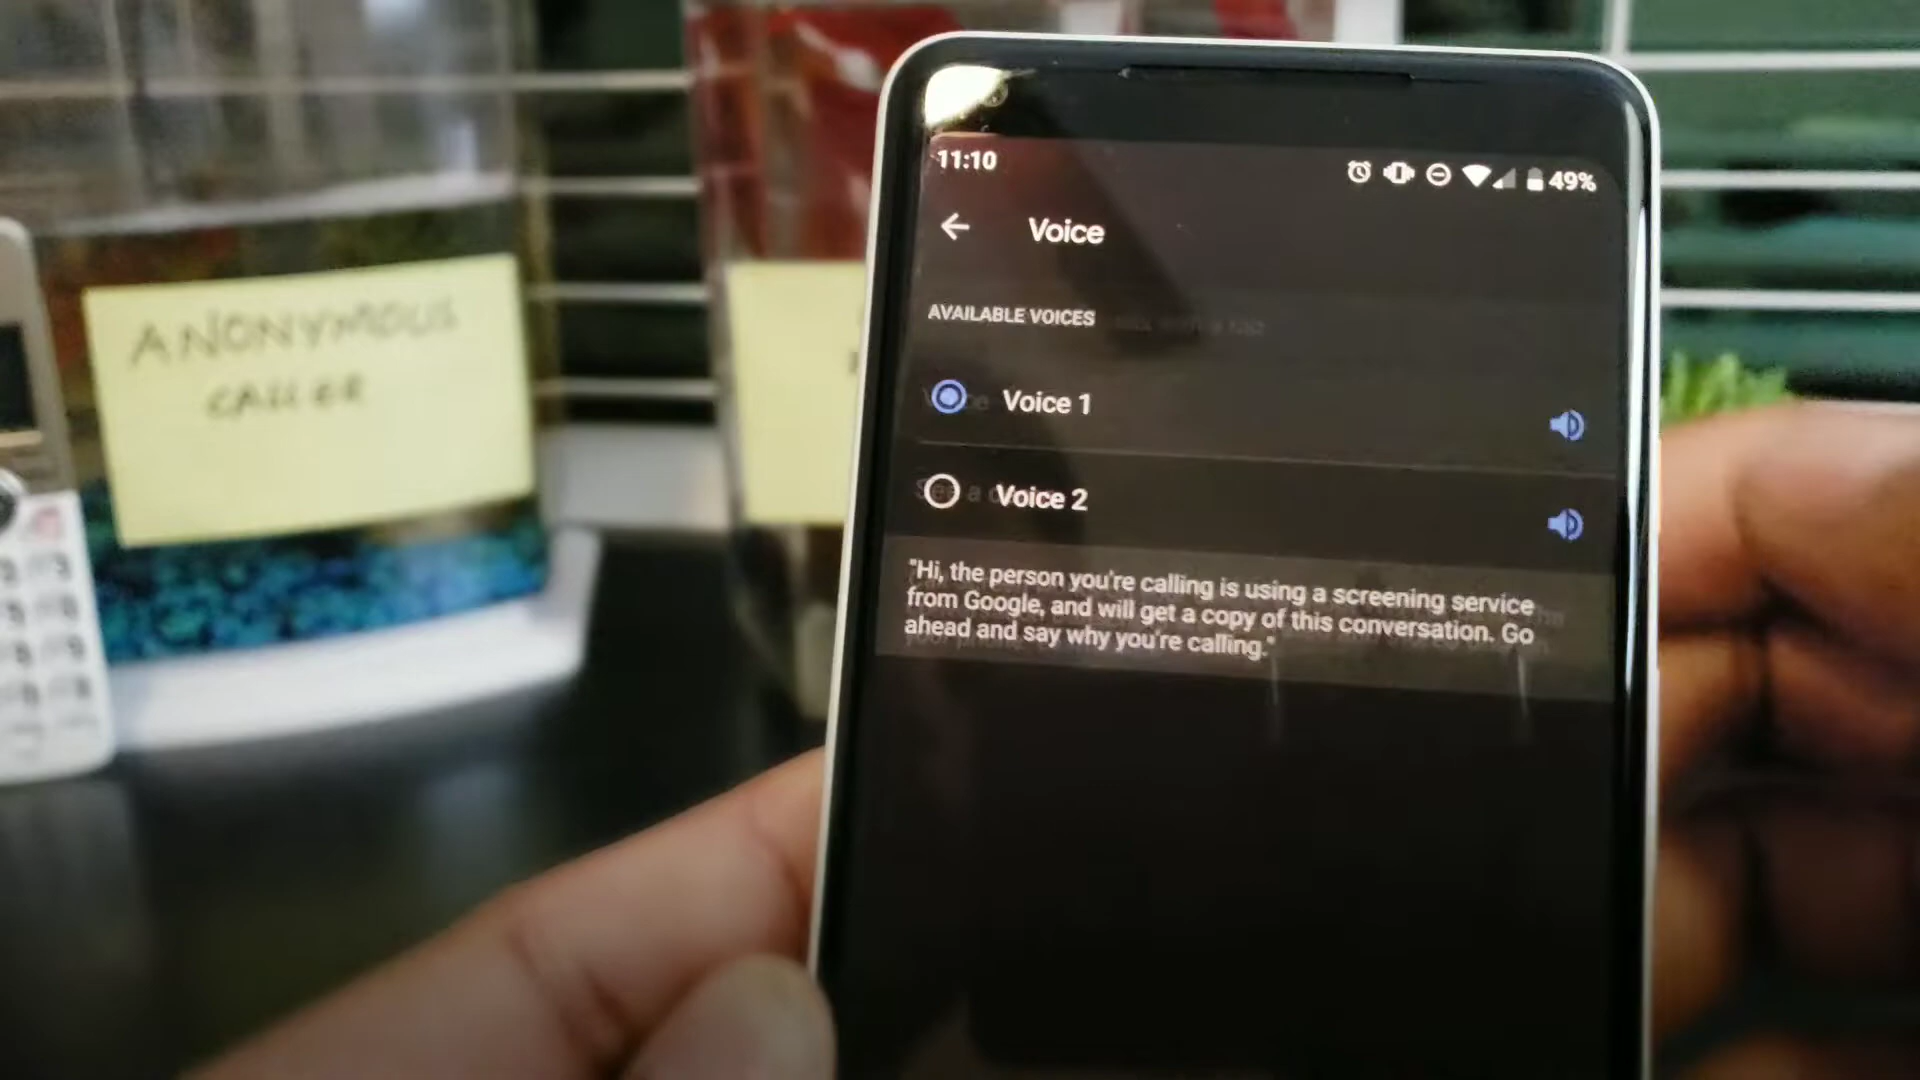 ANONYMOUS
CALLER
11:10
49%
Voice
AVAILABLE VOICES
Voice 1
Voice 2
"Hi, the person you're calling is using a screening service
from Google, and will get a copy of this conversation. Go
ahead and say why you're calling."